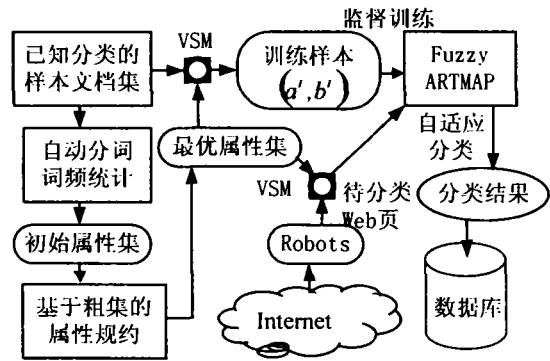 已知分类的
样本文档集
VSM
训练样本
(a', b')
监督训练
Fuzzy
ARTMAP
自动分词
词频统计
最优属性集
自适应
分类
VSM
待分类
Web页
分类结果
初始属性集
Robots
基于粗集的
属性规约
Internet
数据库